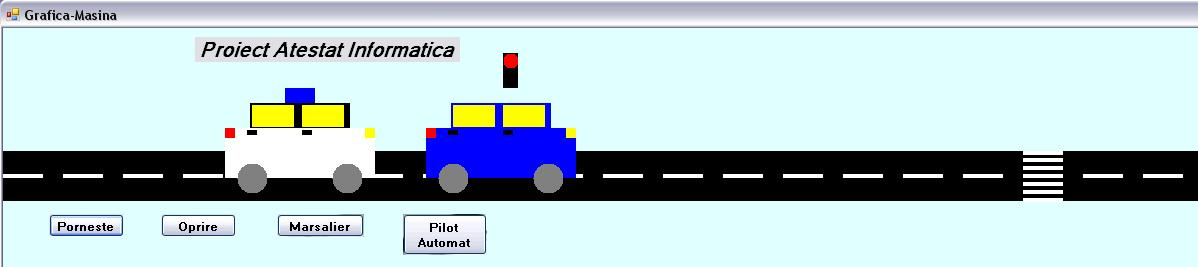 Grafica-Masina
Proiect Atestat Informatica
Porneste
Oprire
Marsalier
Pilot
Automat